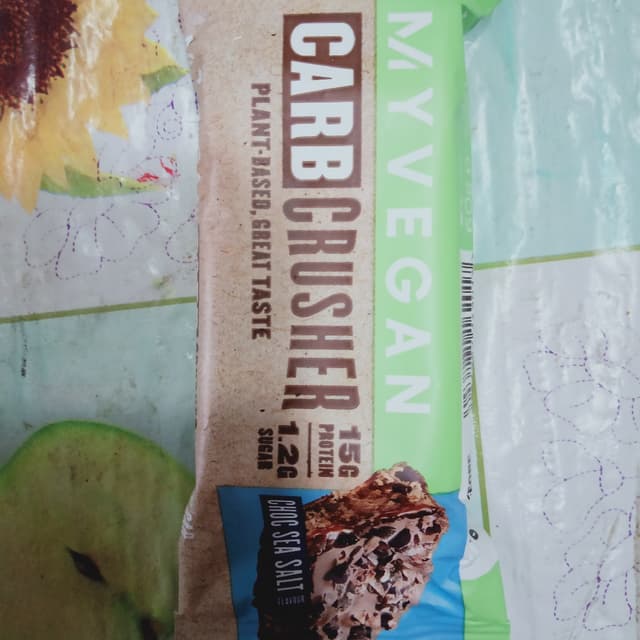 MYVEGAN
CARB CRUSHER
PLANT-BASED, GREAT TASTE
15G
PROTEIN
1.2G
SUGAR
CHOC SEA SALT